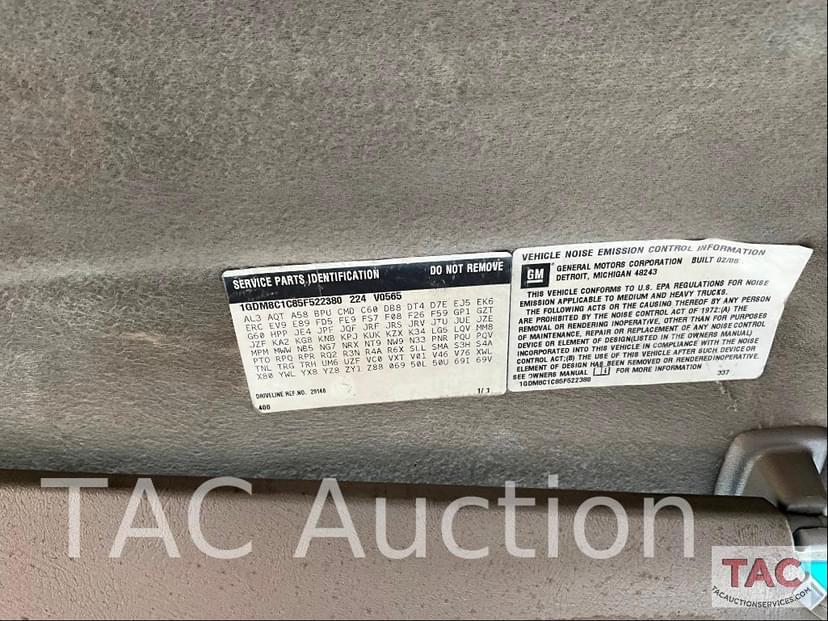 SERVICE PARTS IDENTIFICATION DO NOT REMOVE
1GDM8C1C85F522380 224 V0565
AL3 AQT A58 BPU CMD C60 DB8 DT4 D7E EJ5 EK6
ERC EV9 E89 FD5 FE9 FS7 F08 F26 F59 GP1 GZT
G60 HPP JE4 JPF JQF JRF JRS JRV JTU JUE JZE
JZF KA2 KG8 KNB KPJ KUK KZX K34 LG5 LQV MM8
MPM MWW NE5 NG7 NRX NT9 NW9 N33 PNR PQU PQV
PTO RPQ RPR RQ2 R3N R4A R6X SLL SMA S3H S4A
TNL TRG TRH UM6 UZF VC0 VXT V01 V46 V76 XWL
X80 YWL YX8 YZ8 ZY1 Z88 069 50L 50U 69I 69V
DRIVELINE REF.NO. 29148 1/ 3
400
VEHICLE NOISE EMISSION CONTROL INFORMATION
GM GENERAL MOTORS CORPORATION BUILT 02/05
DETROIT, MICHIGAN 48243
THIS VEHICLE CONFORMS TO U.S. EPA REGULATIONS FOR NOISE
EMISSION APPLICABLE TO MEDIUM AND HEAVY TRUCKS.
THE FOLLOWING ACTS OR THE CAUSING THEREOF BY ANY PERSON
ARE PROHIBITED BY THE NOISE CONTROL ACT OF 1972:(A) THE
REMOVAL OR RENDERING INOPERATIVE, OTHER THAN FOR PURPOSES
OF MAINTENANCE, REPAIR OR REPLACEMENT OF ANY NOISE CONTROL
DEVICE OR ELEMENT OF DESIGN(LISTED IN THE OWNERS MANUAL)
INCORPORATED INTO THIS VEHICLE IN COMPLIANCE WITH THE NOISE
CONTROL ACT;(B) THE USE OF THIS VEHICLE AFTER SUCH DEVICE OR
ELEMENT OF DESIGN HAS BEEN REMOVED OR RENDERED INOPERATIVE.
SEE OWNERS MANUAL FOR MORE INFORMATION
1GDM8C1C85F522380 337
TAC Auction
TAC
TACAUCTIONSERVICES.COM